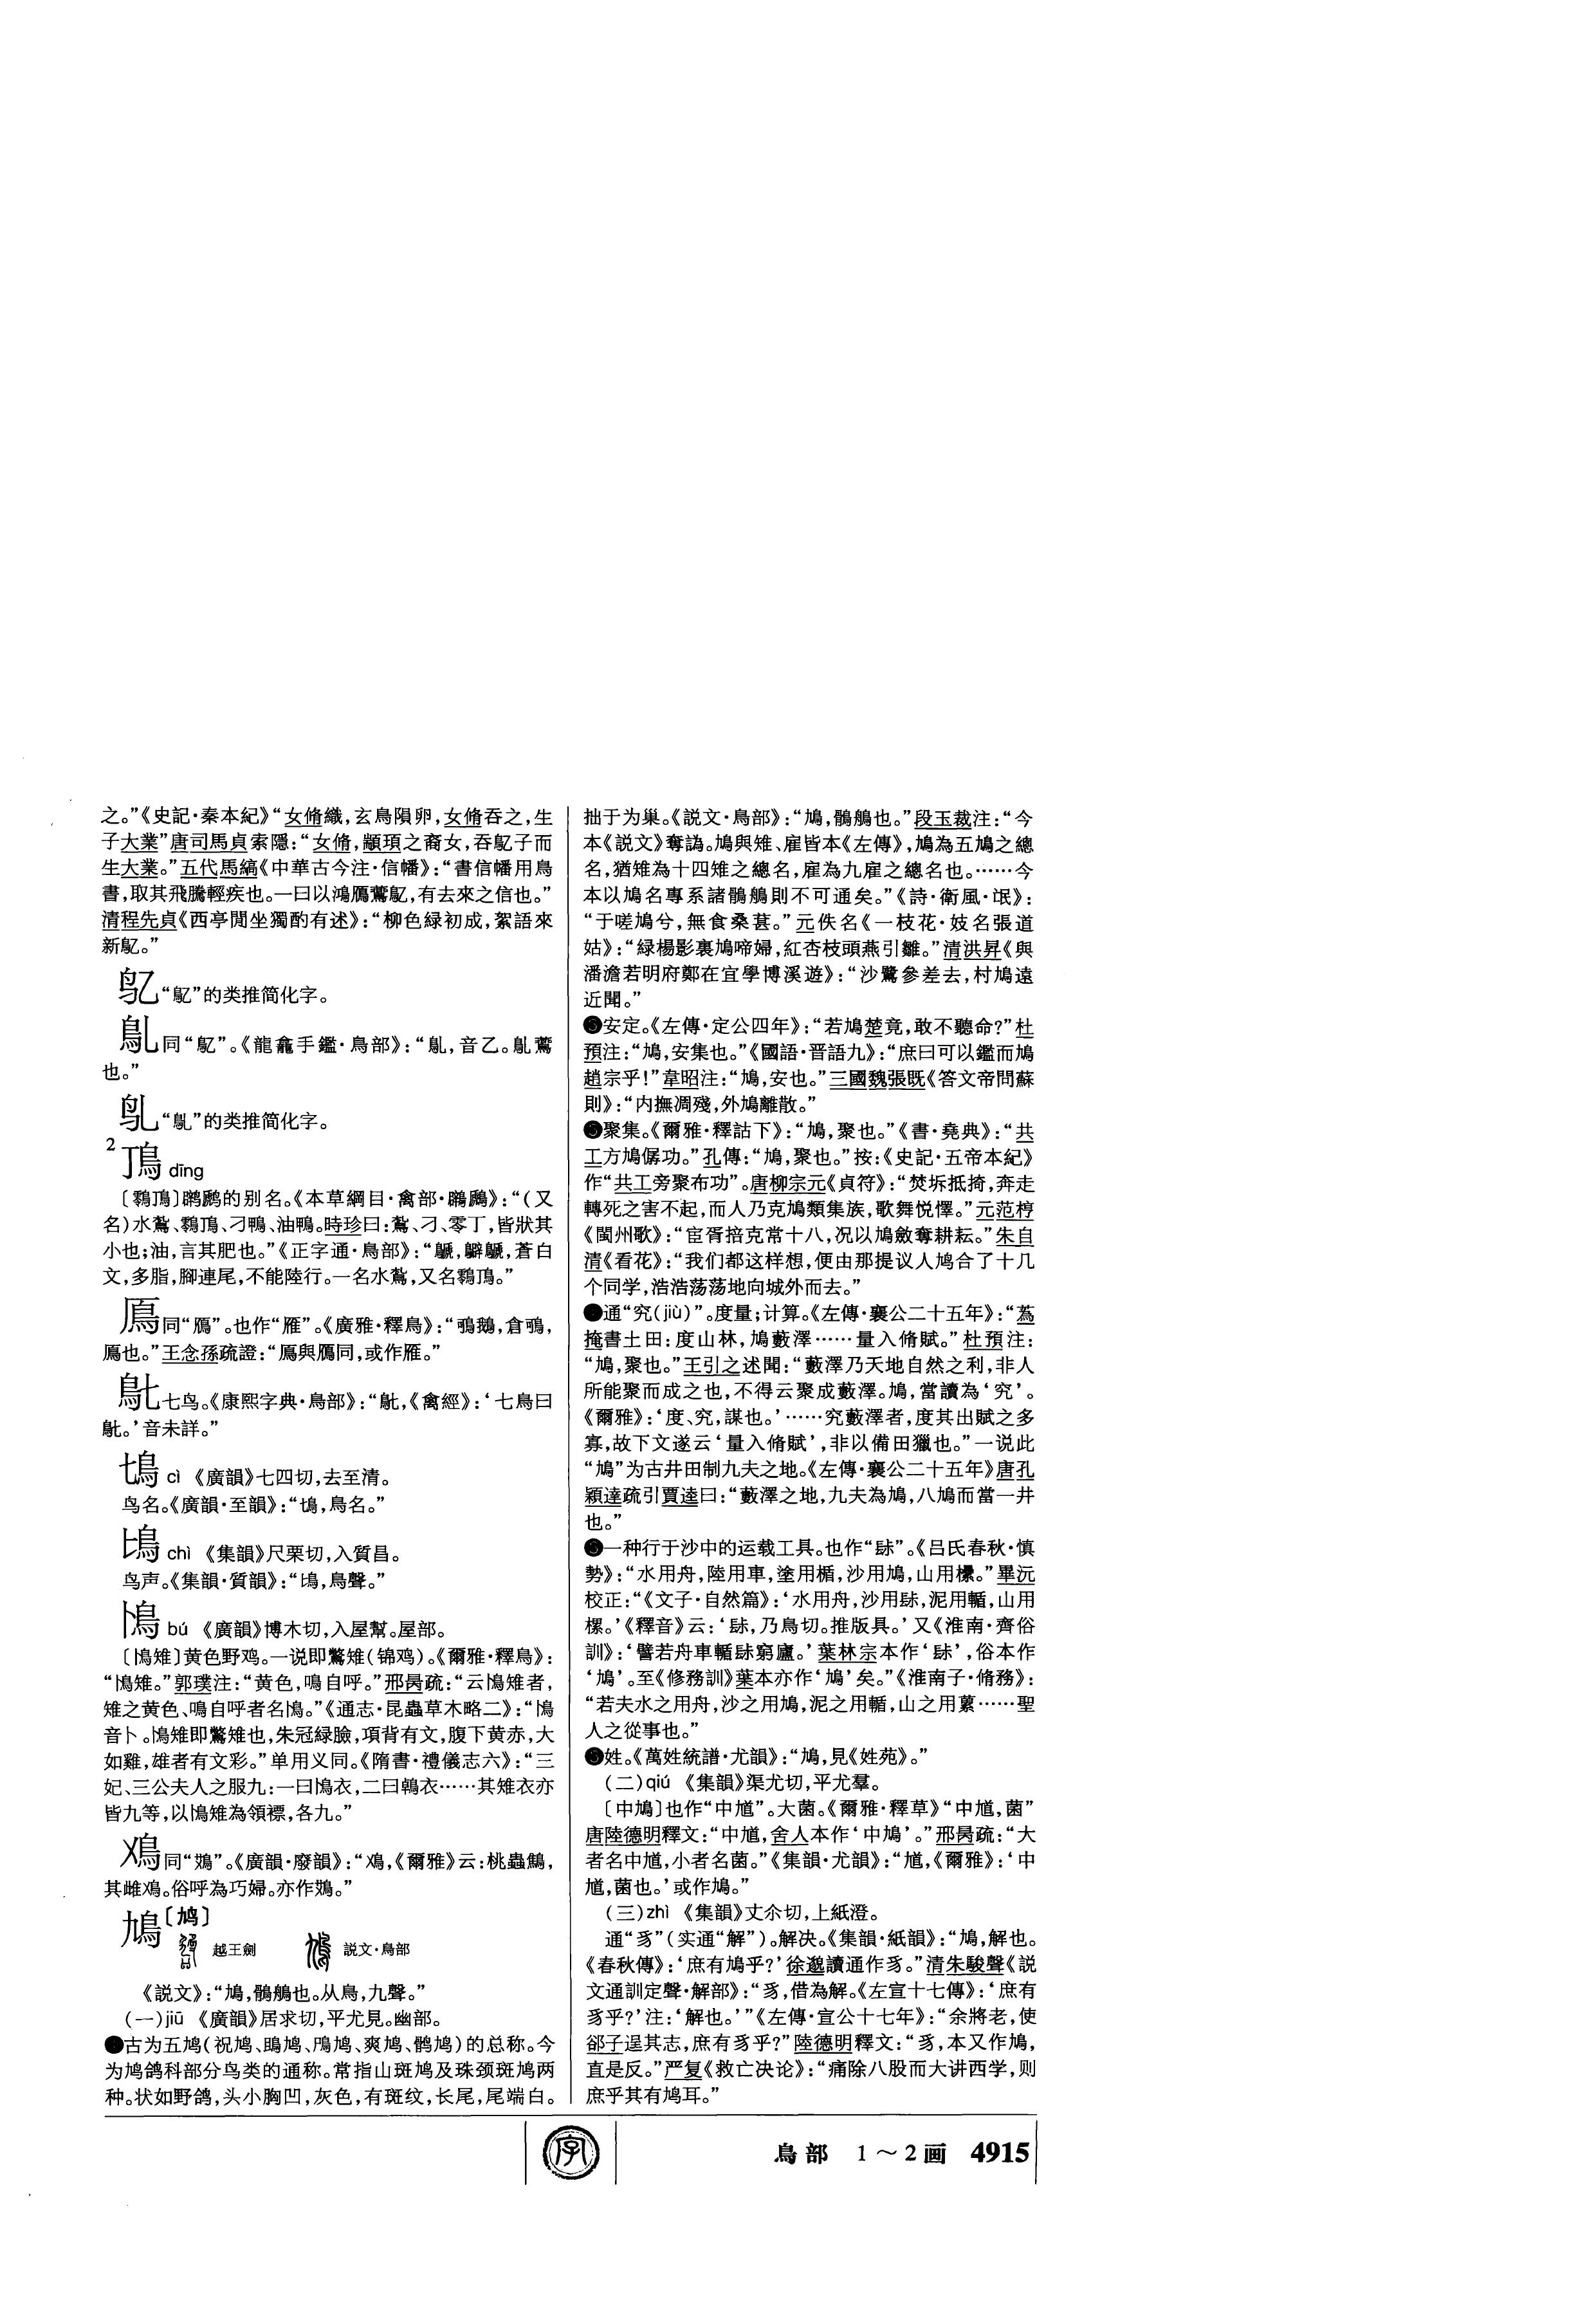 之。”《史記·秦本紀》“女脩織，玄鳥隕卵，女脩吞之，生
子大業”唐司馬貞索隱：“女脩，顓頊之裔女，吞鳦子而
生大業。”五代馬縞《中華古今注·信幡》：“書信幡用鳥
書，取其飛騰輕疾也。一曰以鴻鴈鷰鳦，有去來之信也。”
清程先貞《西亭閒坐獨酌有述》：“柳色緑初成，絮語來
新鳦。”
“鳦”的类推简化字。
同“鳦”。《龍龕手鑑·鳥部》：“鳦，音乙。鳦鷰
也。”
“鳦”的类推简化字。
2
鳭 dīng
〔鸋鳭〕䴙䴘的别名。《本草綱目·禽部·鸊鷉》：“（又
名）水𪆫、鸋鳭、刁鴨、油鴨。時珍曰：𪆫、刁、零丁，皆狀其
小也；油，言其肥也。”《正字通·鳥部》：“鷉，鸊鷉，蒼白
文，多脂，腳連尾，不能陸行。一名水𪆫，又名鸋鳭。”
鳫同“鴈”。也作“雁”。《廣雅·釋鳥》：“䳘鵝，倉䳘，
鳫也。”王念孫疏證：“鳫與鴈同，或作雁。”
七鸟。《康熙字典·鳥部》：“《禽經》：‘七鳥曰
’音未詳。”
cì 《廣韻》七四切，去至清。
鸟名。《廣韻·至韻》：“鳥名。”
chì 《集韻》尺栗切，入質昌。
鸟声。《集韻·質韻》：“鳥聲。”
鳪 bú 《廣韻》博木切，入屋幫。屋部。
〔鳪雉〕黄色野鸡。一说即鷩雉（锦鸡）。《爾雅·釋鳥》：
“鳪雉。”郭璞注：“黄色，鳴自呼。”邢昺疏：“云鳪雉者，
雉之黄色、鳴自呼者名鳪。”《通志·昆蟲草木略二》：“鳪
音卜。鳪雉即鷩雉也，朱冠緑臉，項背有文，腹下黄赤，大
如雞，雄者有文彩。”单用义同。《隋書·禮儀志六》：“三
妃、三公夫人之服九：一曰鳪衣，二曰鶾衣……其雉衣亦
皆九等，以鳪雉為領褾，各九。”
鳼同“鴱”。《廣韻·廢韻》：“《爾雅》云：桃蟲鷦，
其雌。俗呼為巧婦。亦作鴱。”
鳩〔鸠〕
越王劍 説文·鳥部
《説文》：“鳩，鶻鵃也。从鳥，九聲。”
（一）jiū 《廣韻》居求切，平尤見。幽部。
❶古为五鸠（祝鸠、鴡鸠、鳲鸠、爽鸠、鹘鸠）的总称。今
为鸠鸽科部分鸟类的通称。常指山斑鸠及珠颈斑鸠两
种。状如野鸽，头小胸凹，灰色，有斑纹，长尾，尾端白。
拙于为巢。《説文·鳥部》：“鳩，鶻鵃也。”段玉裁注：“今
本《説文》奪譌。鳩與雉、雇皆本《左傳》，鳩為五鳩之總
名，猶雉為十四雉之總名，雇為九雇之總名也。……今
本以鳩名專系諸鶻鵃則不可通矣。”《詩·衛風·氓》：
“于嗟鳩兮，無食桑葚。”元佚名《一枝花·妓名張道
姑》：“緑楊影裏鳩啼婦，紅杏枝頭燕引雛。”清洪昇《與
潘澹若明府鄭在宜學博溪遊》：“沙鷺參差去，村鳩遠
近聞。”
安定。《左傳·定公四年》：“若鳩楚竟，敢不聽命？”杜
預注：“鳩，安集也。”《國語·晋語九》：“庶曰可以鑑而鳩
趙宗乎！”韋昭注：“鳩，安也。”三國魏張既《答文帝問蘇
則》：“内撫凋殘，外鳩離散。”
聚集。《爾雅·釋詁下》：“鳩，聚也。”《書·堯典》：“共
工方鳩僝功。”孔傳：“鳩，聚也。”按：《史記·五帝本紀》
作“共工旁聚布功”。唐柳宗元《貞符》：“焚坼抵掎，奔走
轉死之害不起，而人乃克鳩類集族，歌舞悦懌。”元范梈
《閩州歌》：“宦胥掊克常十八，况以鳩斂奪耕耘。”朱自
清《看花》：“我们都这样想，便由那提议人鸠合了十几
个同学，浩浩荡荡地向城外而去。”
通“究（jiù）”。度量；计算。《左傳·襄公二十五年》：“蔿
掩書土田：度山林，鳩藪澤……量入脩賦。”杜預注：
“鳩，聚也。”王引之述聞：“藪澤乃天地自然之利，非人
所能聚而成之也，不得云聚成藪澤。鳩，當讀為‘究’。
《爾雅》：‘度、究，謀也。’……究藪澤者，度其出賦之多
寡，故下文遂云‘量入脩賦’，非以備田獵也。”一说此
“鳩”为古井田制九夫之地。《左傳·襄公二十五年》唐孔
穎達疏引賈逵曰：“藪澤之地，九夫為鳩，八鳩而當一井
也。”
一种行于沙中的运载工具。也作“𨲃”。《吕氏春秋·慎
勢》：“水用舟，陸用車，塗用楯，沙用鳩，山用樏。”畢沅
校正：“《文子·自然篇》：‘水用舟，沙用𨲃，泥用輴，山用
樏。’《釋音》云：‘𨲃，乃鳥切。推版具。’又《淮南·齊俗
訓》：‘譬若舟車輴𨲃窮廬。’葉林宗本作‘𨲃’，俗本作
‘鳩’。至《修務訓》葉本亦作‘鳩’矣。”《淮南子·脩務》：
“若夫水之用舟，沙之用鳩，泥之用輴，山之用蔂……聖
人之從事也。”
姓。《萬姓統譜·尤韻》：“鳩，見《姓苑》。”
（二）qiú 《集韻》渠尤切，平尤羣。
〔中鳩〕也作“中馗”。大菌。《爾雅·釋草》“中馗，菌”
唐陸德明釋文：“中馗，舍人本作‘中鳩’。”邢昺疏：“大
者名中馗，小者名菌。”《集韻·尤韻》：“馗，《爾雅》：‘中
馗，菌也。’或作鳩。”
（三）zhì 《集韻》丈尒切，上紙澄。
通“豸”（实通“解”）。解决。《集韻·紙韻》：“鳩，解也。
《春秋傳》：‘庶有鳩乎？’徐邈讀通作豸。”清朱駿聲《説
文通訓定聲·解部》：“豸，借為解。《左宣十七傳》：‘庶有
豸乎？’注：‘解也。’”《左傳·宣公十七年》：“余將老，使
郤子逞其志，庶有豸乎？”陸德明釋文：“豸，本又作鳩，
直是反。”严复《救亡决论》：“痛除八股而大讲西学，则
庶乎其有鸠耳。”
字
鳥部 1～2画 4915